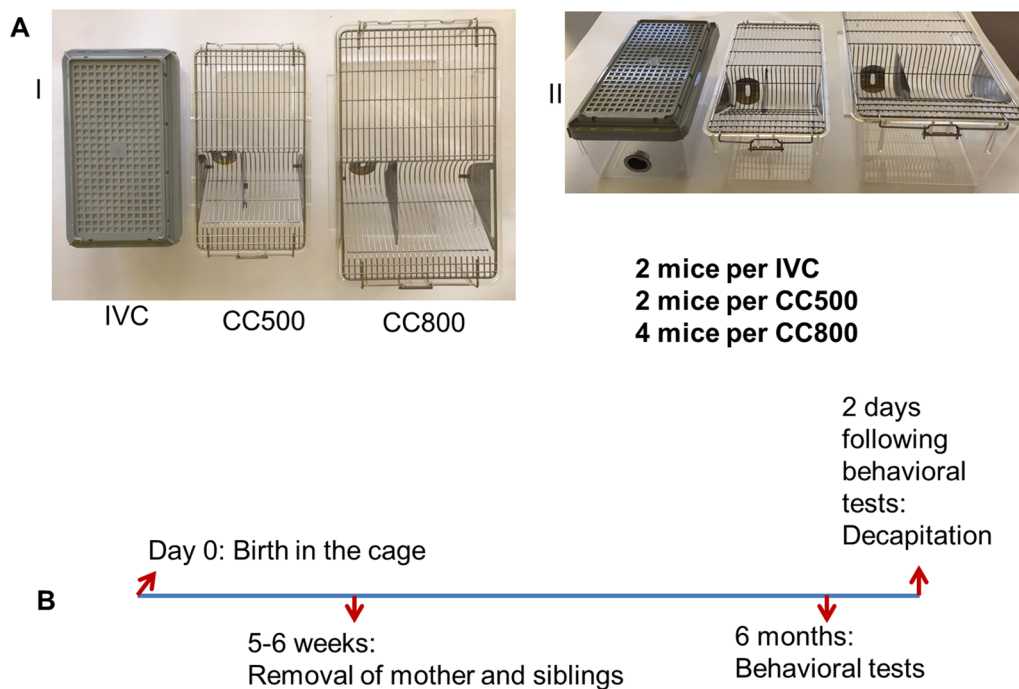 A
I
II
IVC
CC500
CC800
2 mice per IVC
2 mice per CC500
4 mice per CC800
B
Day 0: Birth in the cage
5-6 weeks:
Removal of mother and siblings
6 months:
Behavioral tests
2 days
following
behavioral
tests:
Decapitation